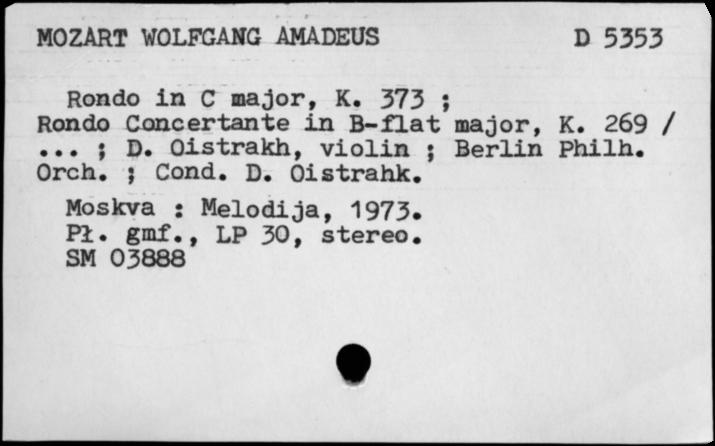 MOZART WOLFGANG AMADEUS D 5353
Rondo in C major, K. 373 ;
Rondo Concertante in B-flat major, K. 269 /
... ; D. Oistrakh, violin ; Berlin Philh.
Orch. ; Cond. D. Oistrahk.
Moskva : Melodija, 1973.
Pł. gmf., LP 30, stereo.
SM 03888